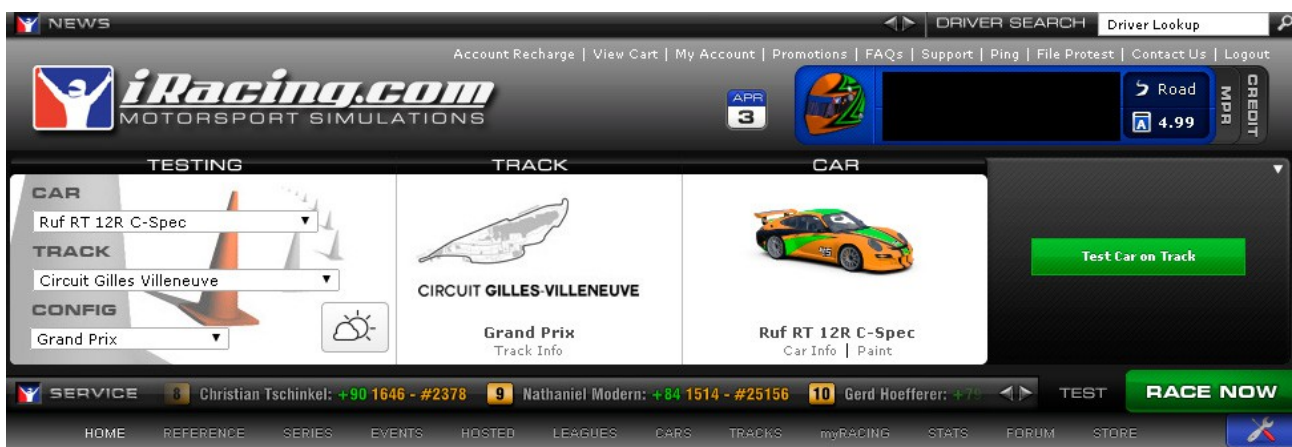 NEWS DRIVER SEARCH Driver Lookup
Account Recharge | View Cart | My Account | Promotions | FAQs | Support | Ping | File Protest | Contact Us | Logout
iRacing.com
MOTORSPORT SIMULATIONS
APR
3
Road
A 4.99
MPR
CREDIT
TESTING TRACK CAR
CAR
Ruf RT 12R C-Spec
TRACK
Circuit Gilles Villeneuve
CONFIG
Grand Prix
CIRCUIT GILLES-VILLENEUVE
Grand Prix
Track Info
45
Ruf RT 12R C-Spec
Car Info | Paint
Test Car on Track
SERVICE 8 Christian Tschinkel: +90 1646 - #2378 9 Nathaniel Modern: +84 1514 - #25156 10 Gerd Hoefferer: +79 TEST RACE NOW
HOME REFERENCE SERIES EVENTS HOSTED LEAGUES CARS TRACKS myRACING STATS FORUM STORE